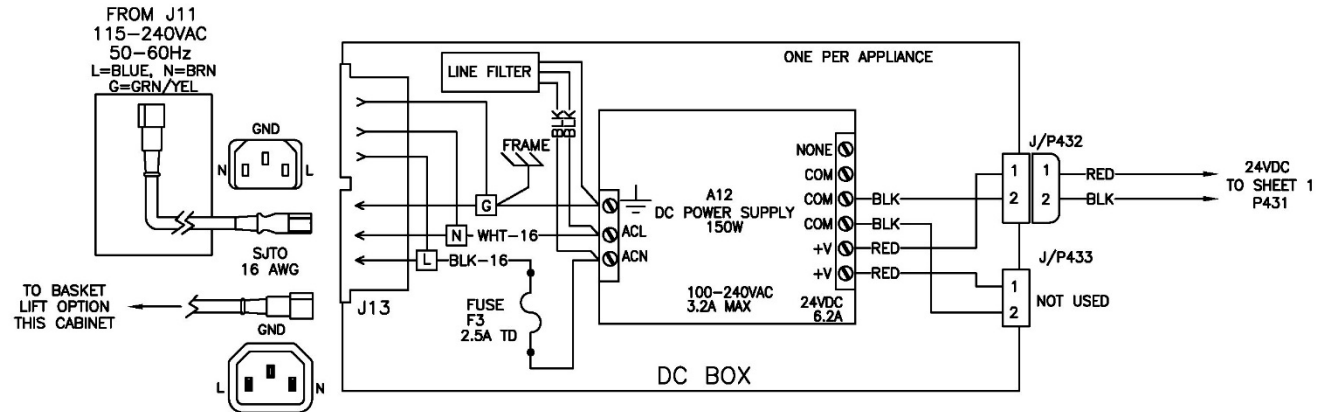 FROM J11
115-240VAC
50-60Hz
L=BLUE, N=BRN
G=GRN/YEL
GND
N L
SJTO
16 AWG
TO BASKET
LIFT OPTION
THIS CABINET
GND
L N
J13
LINE FILTER
BLK
BLK
FRAME
G
N WHT-16
L BLK-16
FUSE
F3
2.5A TD
ONE PER APPLIANCE
ACL
ACN
A12
DC POWER SUPPLY
150W
100-240VAC
3.2A MAX
NONE
COM
COM
COM
+V
+V
24VDC
6.2A
BLK
BLK
RED
RED
DC BOX
J/P432
1 1
2 2
RED
BLK
24VDC
TO SHEET 1
P431
J/P433
1
2
NOT USED